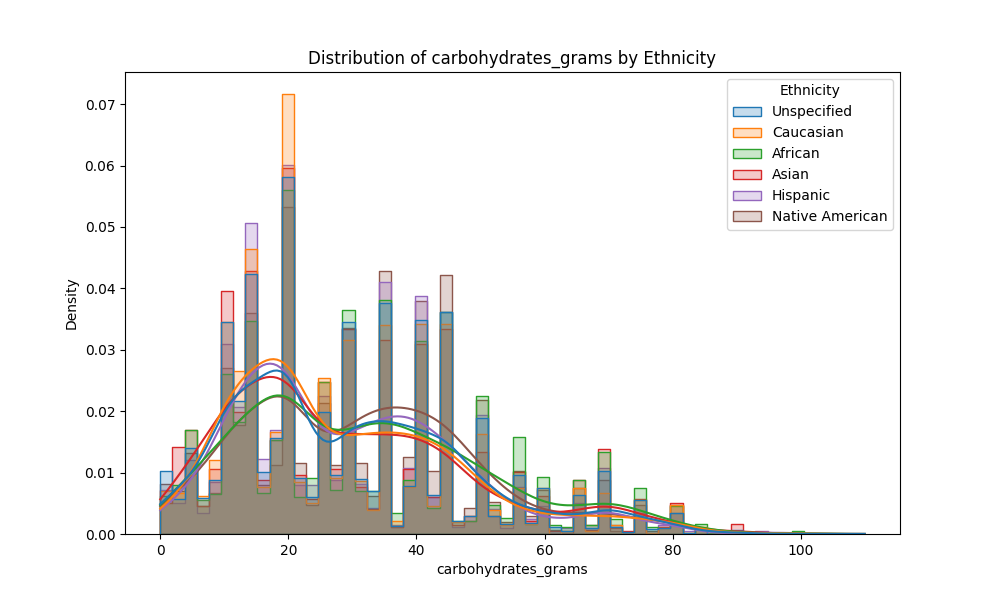 Distribution of carbohydrates_grams by Ethnicity
Density
0.07
0.06
0.05
0.04
0.03
0.02
0.01
0.00
0 20 40 60 80 100
carbohydrates_grams
Ethnicity
Unspecified
Caucasian
African
Asian
Hispanic
Native American